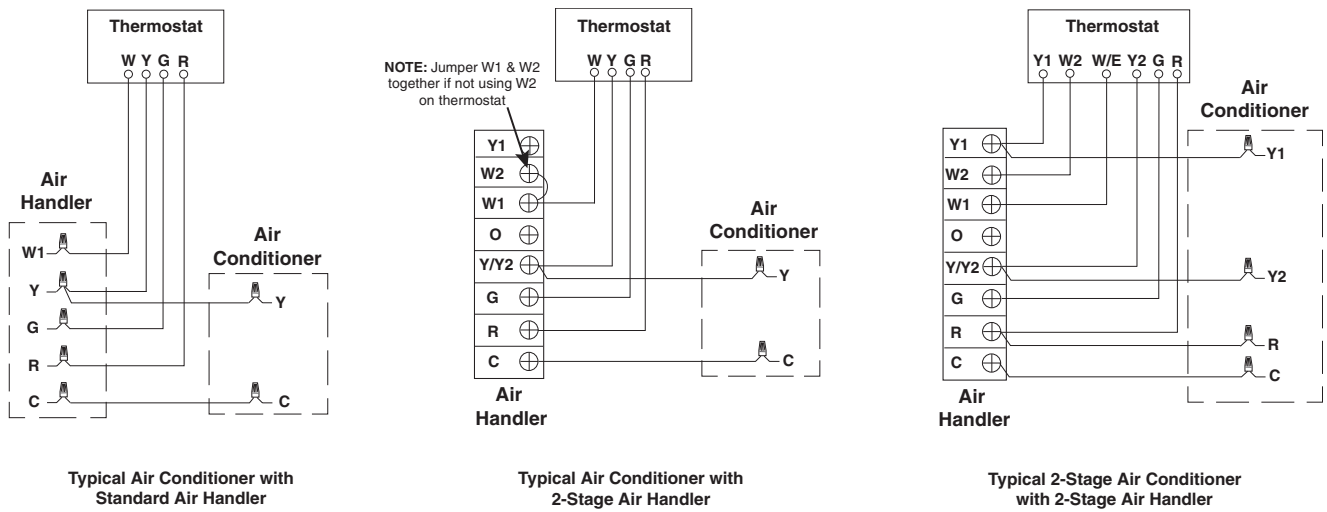 Thermostat
W Y G R
Air
Handler
W1
Y
G
R
C
Air
Conditioner
Y
C
Typical Air Conditioner with
Standard Air Handler
Thermostat
W Y G R
NOTE: Jumper W1 & W2
together if not using W2
on thermostat
Y1
W2
W1
O
Y/Y2
G
R
C
Air
Handler
Air
Conditioner
Y
C
Typical Air Conditioner with
2-Stage Air Handler
Thermostat
Y1 W2 W/E Y2 G R
Y1
W2
W1
O
Y/Y2
G
R
C
Air
Handler
Air
Conditioner
Y1
Y2
R
C
Typical 2-Stage Air Conditioner
with 2-Stage Air Handler